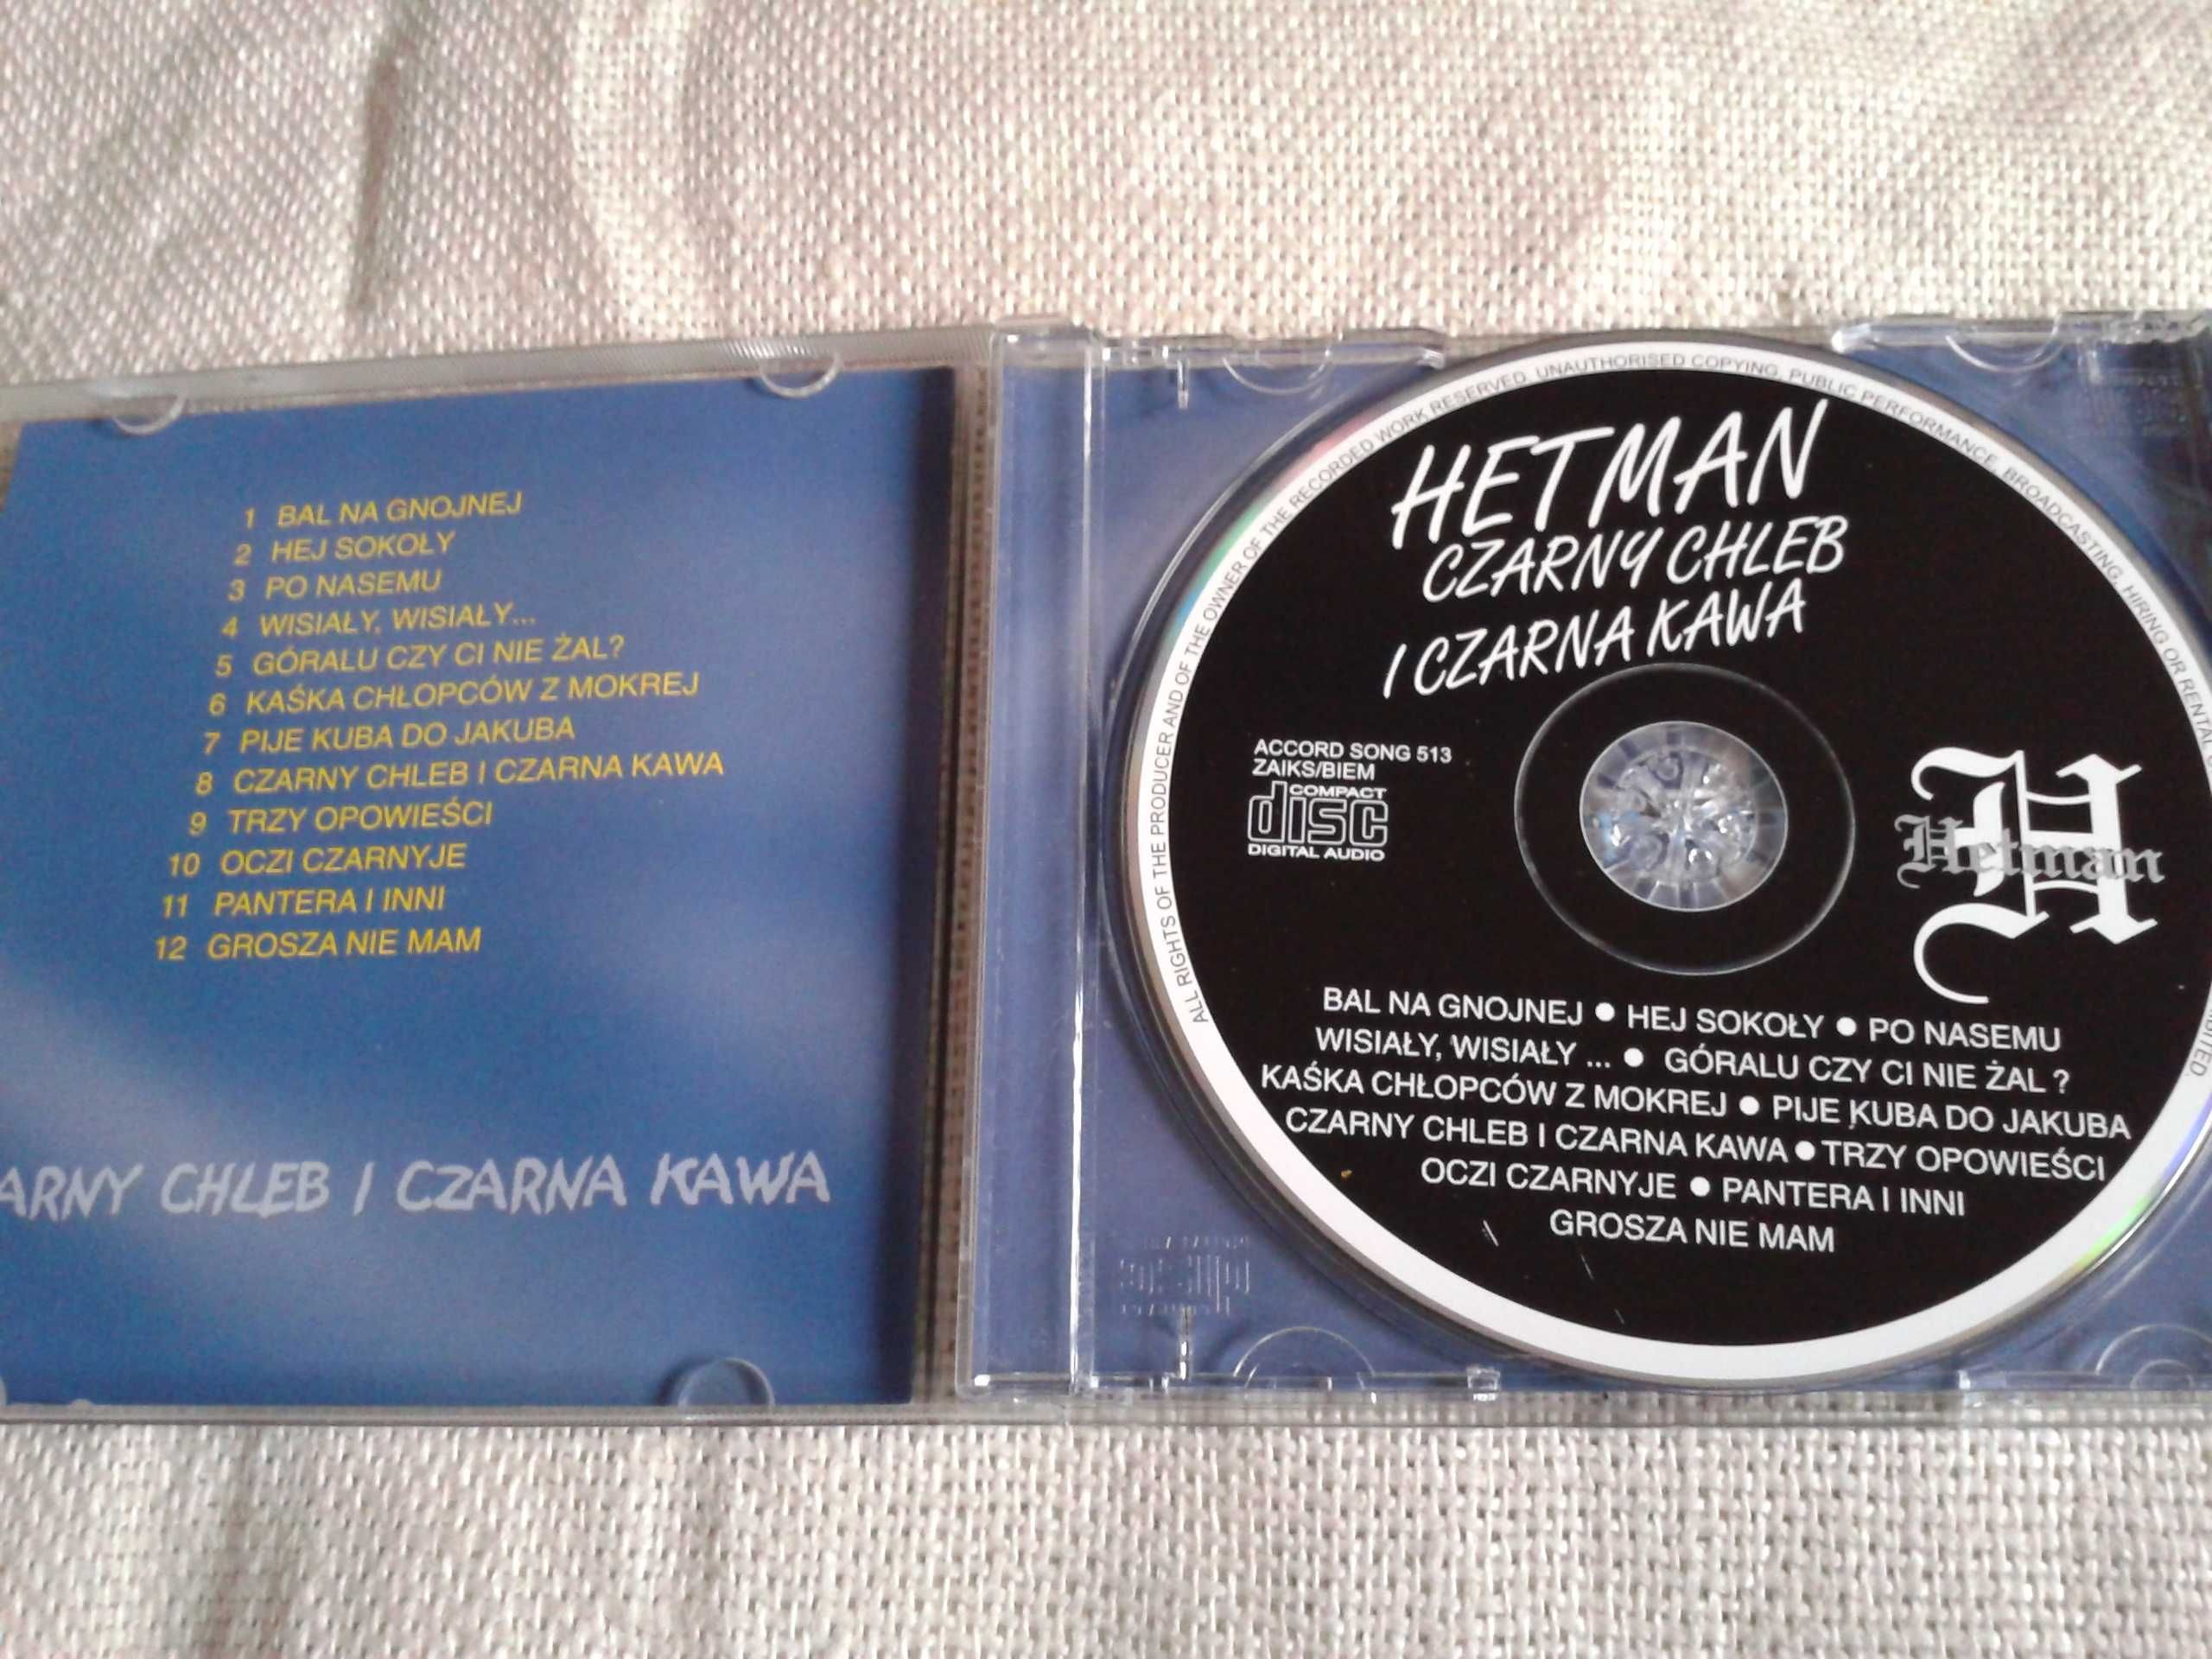 1 BAL NA GNOJNEJ
2 HEJ SOKOŁY
3 PO NASEMU
4 WISIAŁY, WISIAŁY...
5 GÓRALU CZY CI NIE ŻAL?
6 KAŚKA CHŁOPCÓW Z MOKREJ
7 PIJE KUBA DO JAKUBA
8 CZARNY CHLEB I CZARNA KAWA
9 TRZY OPOWIEŚCI
10 OCZI CZARNYJE
11 PANTERA I INNI
12 GROSZA NIE MAM
ARNY CHLEB I CZARNA KAWA
ALL RIGHTS OF THE PRODUCER AND OF THE OWNER OF THE RECORDED WORK RESERVED. UNAUTHORISED COPYING, PUBLIC PERFORMANCE, BROADCASTING, HIRING OR RENTAL
HETMAN
CZARNY CHLEB
I CZARNA KAWA
ACCORD SONG 513
ZAIKS/BIEM
COMPACT
disc
DIGITAL AUDIO
H
Hetman
BAL NA GNOJNEJ ● HEJ SOKOŁY ● PO NASEMU
WISIAŁY, WISIAŁY ... ● GÓRALU CZY CI NIE ŻAL ?
KAŚKA CHŁOPCÓW Z MOKREJ ● PIJE KUBA DO JAKUBA
CZARNY CHLEB I CZARNA KAWA ● TRZY OPOWIEŚCI
OCZI CZARNYJE ● PANTERA I INNI
GROSZA NIE MAM